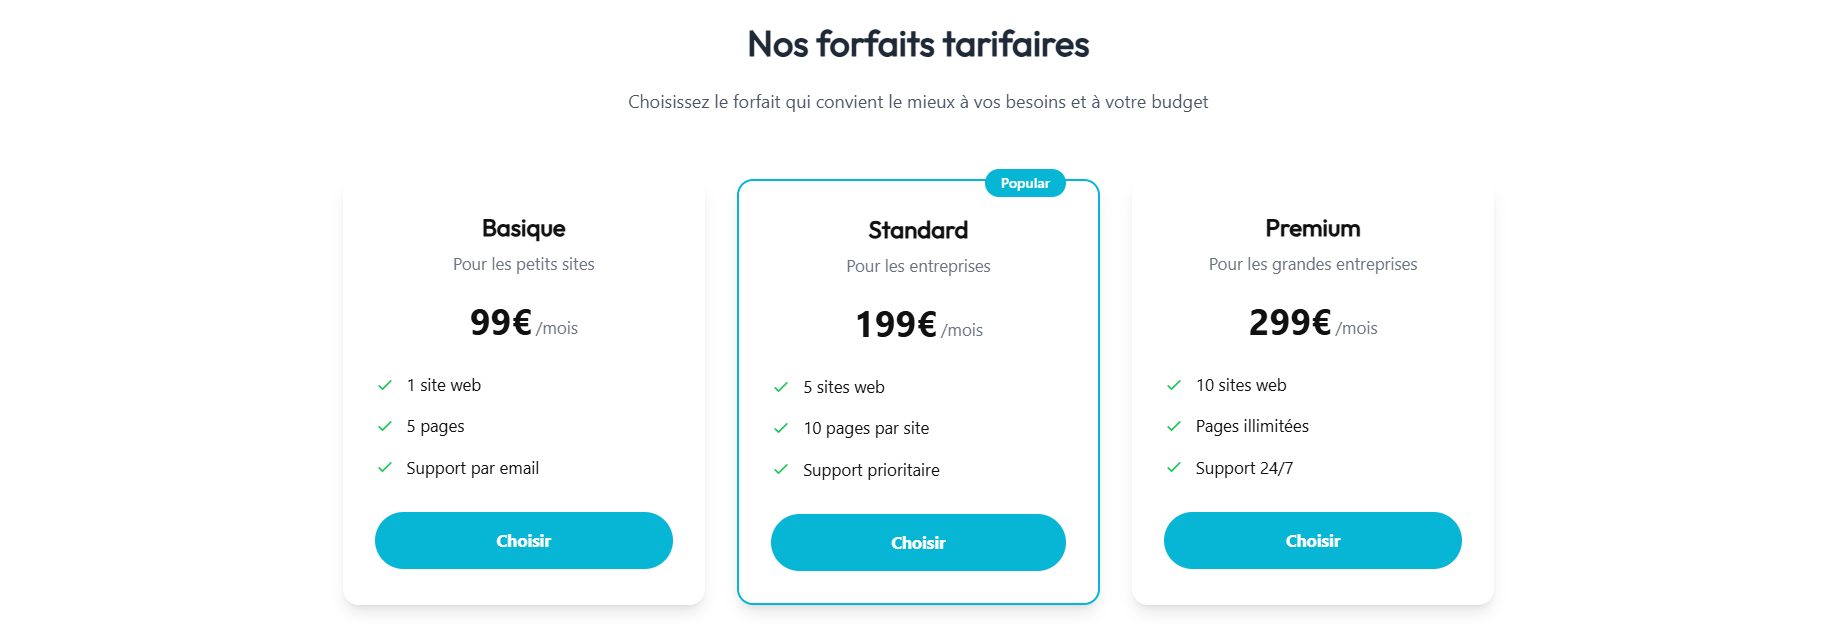 Nos forfaits tarifaires
Choisissez le forfait qui convient le mieux à vos besoins et à votre budget
Basique
Pour les petits sites
99€ /mois
1 site web
5 pages
Support par email
Choisir
Popular
Standard
Pour les entreprises
199€ /mois
5 sites web
10 pages par site
Support prioritaire
Choisir
Premium
Pour les grandes entreprises
299€ /mois
10 sites web
Pages illimitées
Support 24/7
Choisir